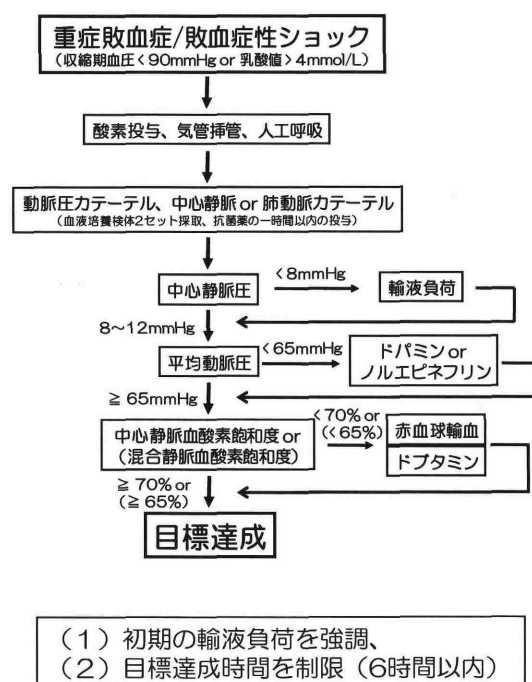 重症敗血症/敗血症性ショック
(収縮期血圧<90mmHg or 乳酸値>4mmol/L)
酸素投与、気管挿管、人工呼吸
動脈圧カテーテル、中心静脈 or 肺動脈カテーテル
(血液培養検体2セット採取、抗菌薬の一時間以内の投与)
中心静脈圧
<8mmHg
輸液負荷
8~12mmHg
平均動脈圧
<65mmHg
ドパミン or
ノルエピネフリン
≧ 65mmHg
中心静脈血酸素飽和度 or
(混合静脈血酸素飽和度)
<70% or
(<65%)
赤血球輸血
ドブタミン
≧ 70% or
(≧ 65%)
目標達成
(1) 初期の輸液負荷を強調、
(2) 目標達成時間を制限(6時間以内)